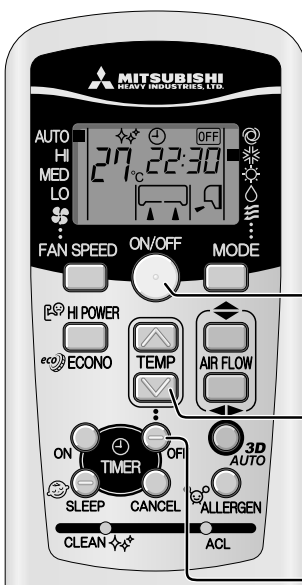 MITSUBISHI
HEAVY INDUSTRIES, LTD.
AUTO
HI
MED
LO
OFF
27°C 22:30
FAN SPEED
ON/OFF
MODE
HI POWER
eco ECONO
TEMP
AIR FLOW
ON
TIMER
OFF
3D
AUTO
SLEEP
CANCEL
ALLERGEN
CLEAN
ACL